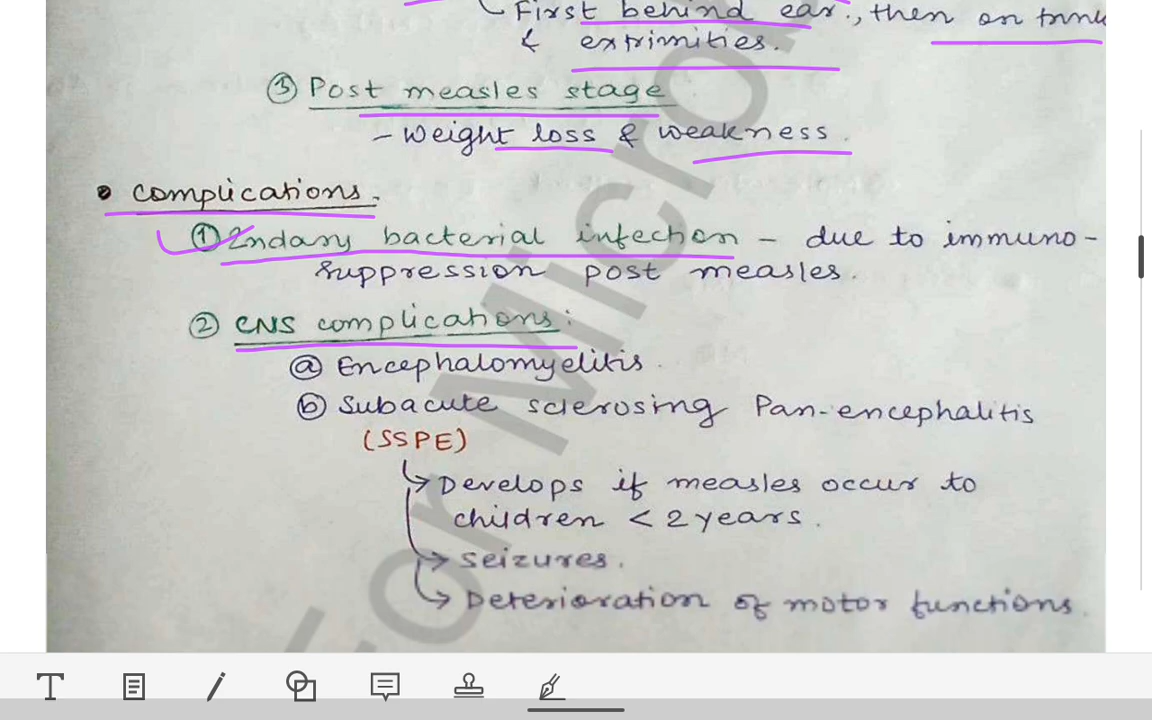 First behind ear., then on trunk
& extrimities.
③ Post measles stage
- Weight loss & weakness.
• Complications.
① 2ndary bacterial infection - due to immuno-
suppression post measles.
② CNS complications:
ⓐ Encephalomyelitis.
ⓑ Subacute sclerosing Pan-encephalitis
(SSPE)
↳ Develops if measles occur to
children < 2 years.
→ seizures.
↳ Deterioration of motor functions.
For Micro